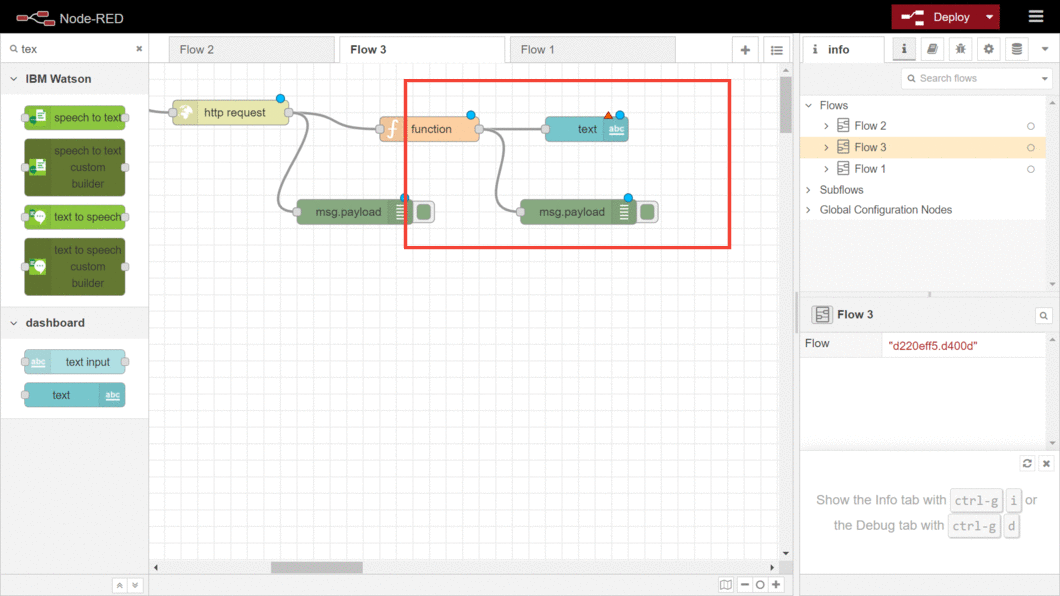 Node-RED
Deploy
tex
Flow 2
Flow 3
Flow 1
i info
i
Search flows
IBM Watson
speech to text
speech to text
custom
builder
text to speech
text to speech
custom
builder
dashboard
abc text input
text abc
http request
f function
text abc
msg.payload
msg.payload
Flows
Flow 2
Flow 3
Flow 1
Subflows
Global Configuration Nodes
Flow 3
Flow "d220eff5.d400d"
Show the Info tab with ctrl-g i or
the Debug tab with ctrl-g d